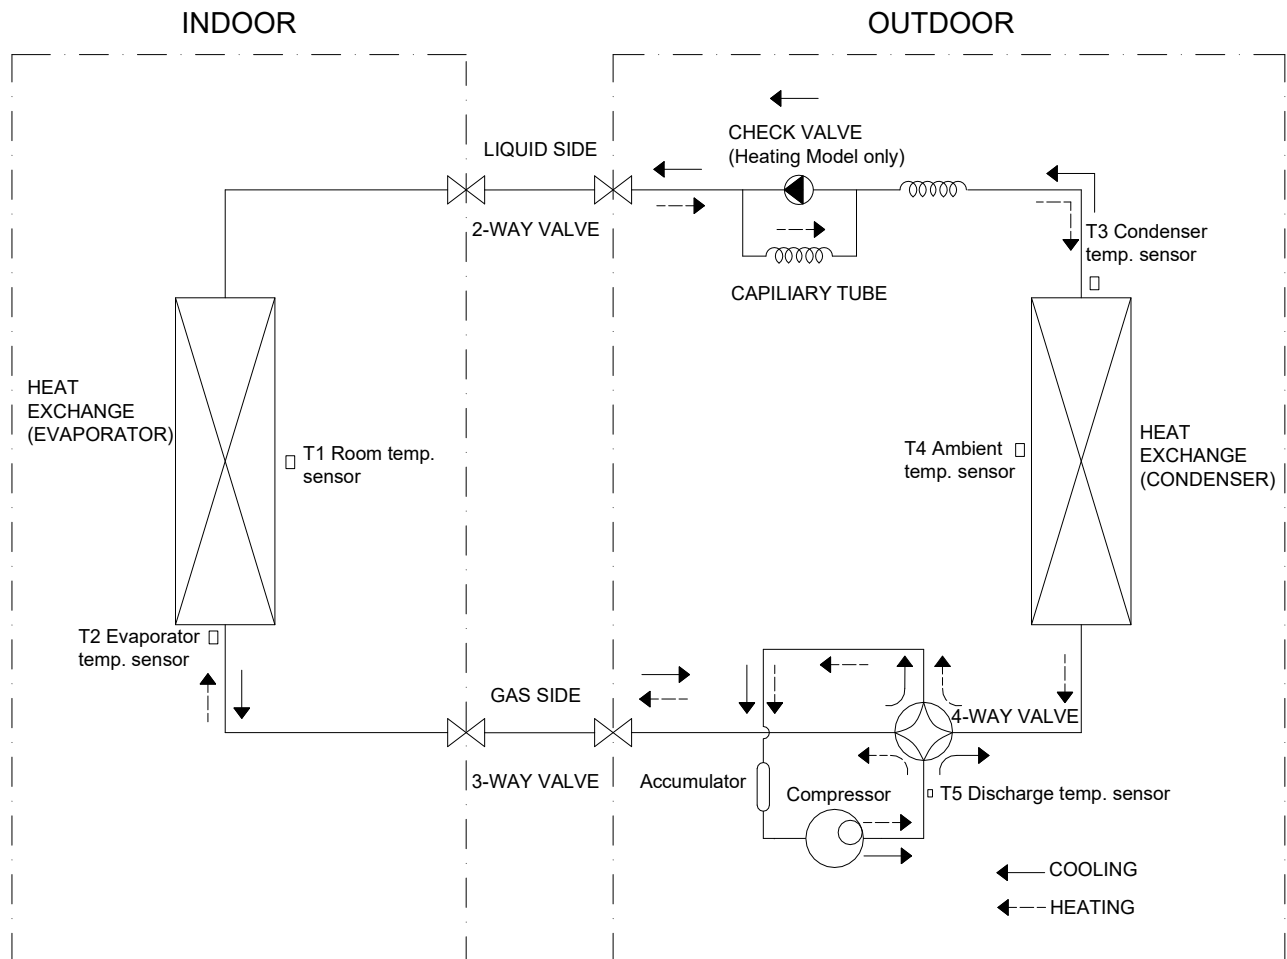 INDOOR
OUTDOOR
CHECK VALVE
(Heating Model only)
LIQUID SIDE
2-WAY VALVE
T3 Condenser
temp. sensor
CAPILIARY TUBE
HEAT
EXCHANGE
(EVAPORATOR)
T1 Room temp.
sensor
T4 Ambient
temp. sensor
HEAT
EXCHANGE
(CONDENSER)
T2 Evaporator
temp. sensor
GAS SIDE
4-WAY VALVE
3-WAY VALVE
Accumulator
Compressor
T5 Discharge temp. sensor
COOLING
HEATING